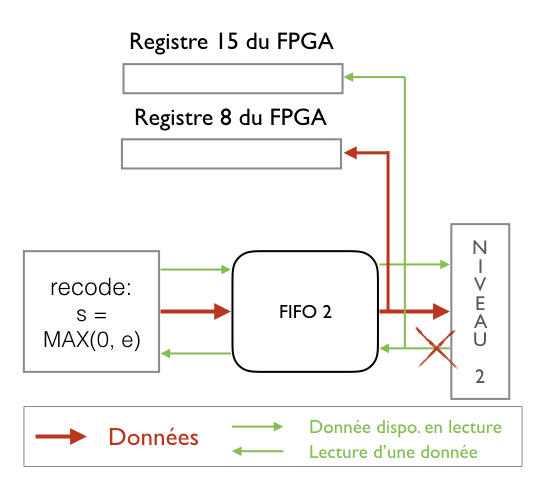 Registre 15 du FPGA
Registre 8 du FPGA
recode:
s =
MAX(0, e)
FIFO 2
NIVEAU 2
Données
Donnée dispo. en lecture
Lecture d'une donnée